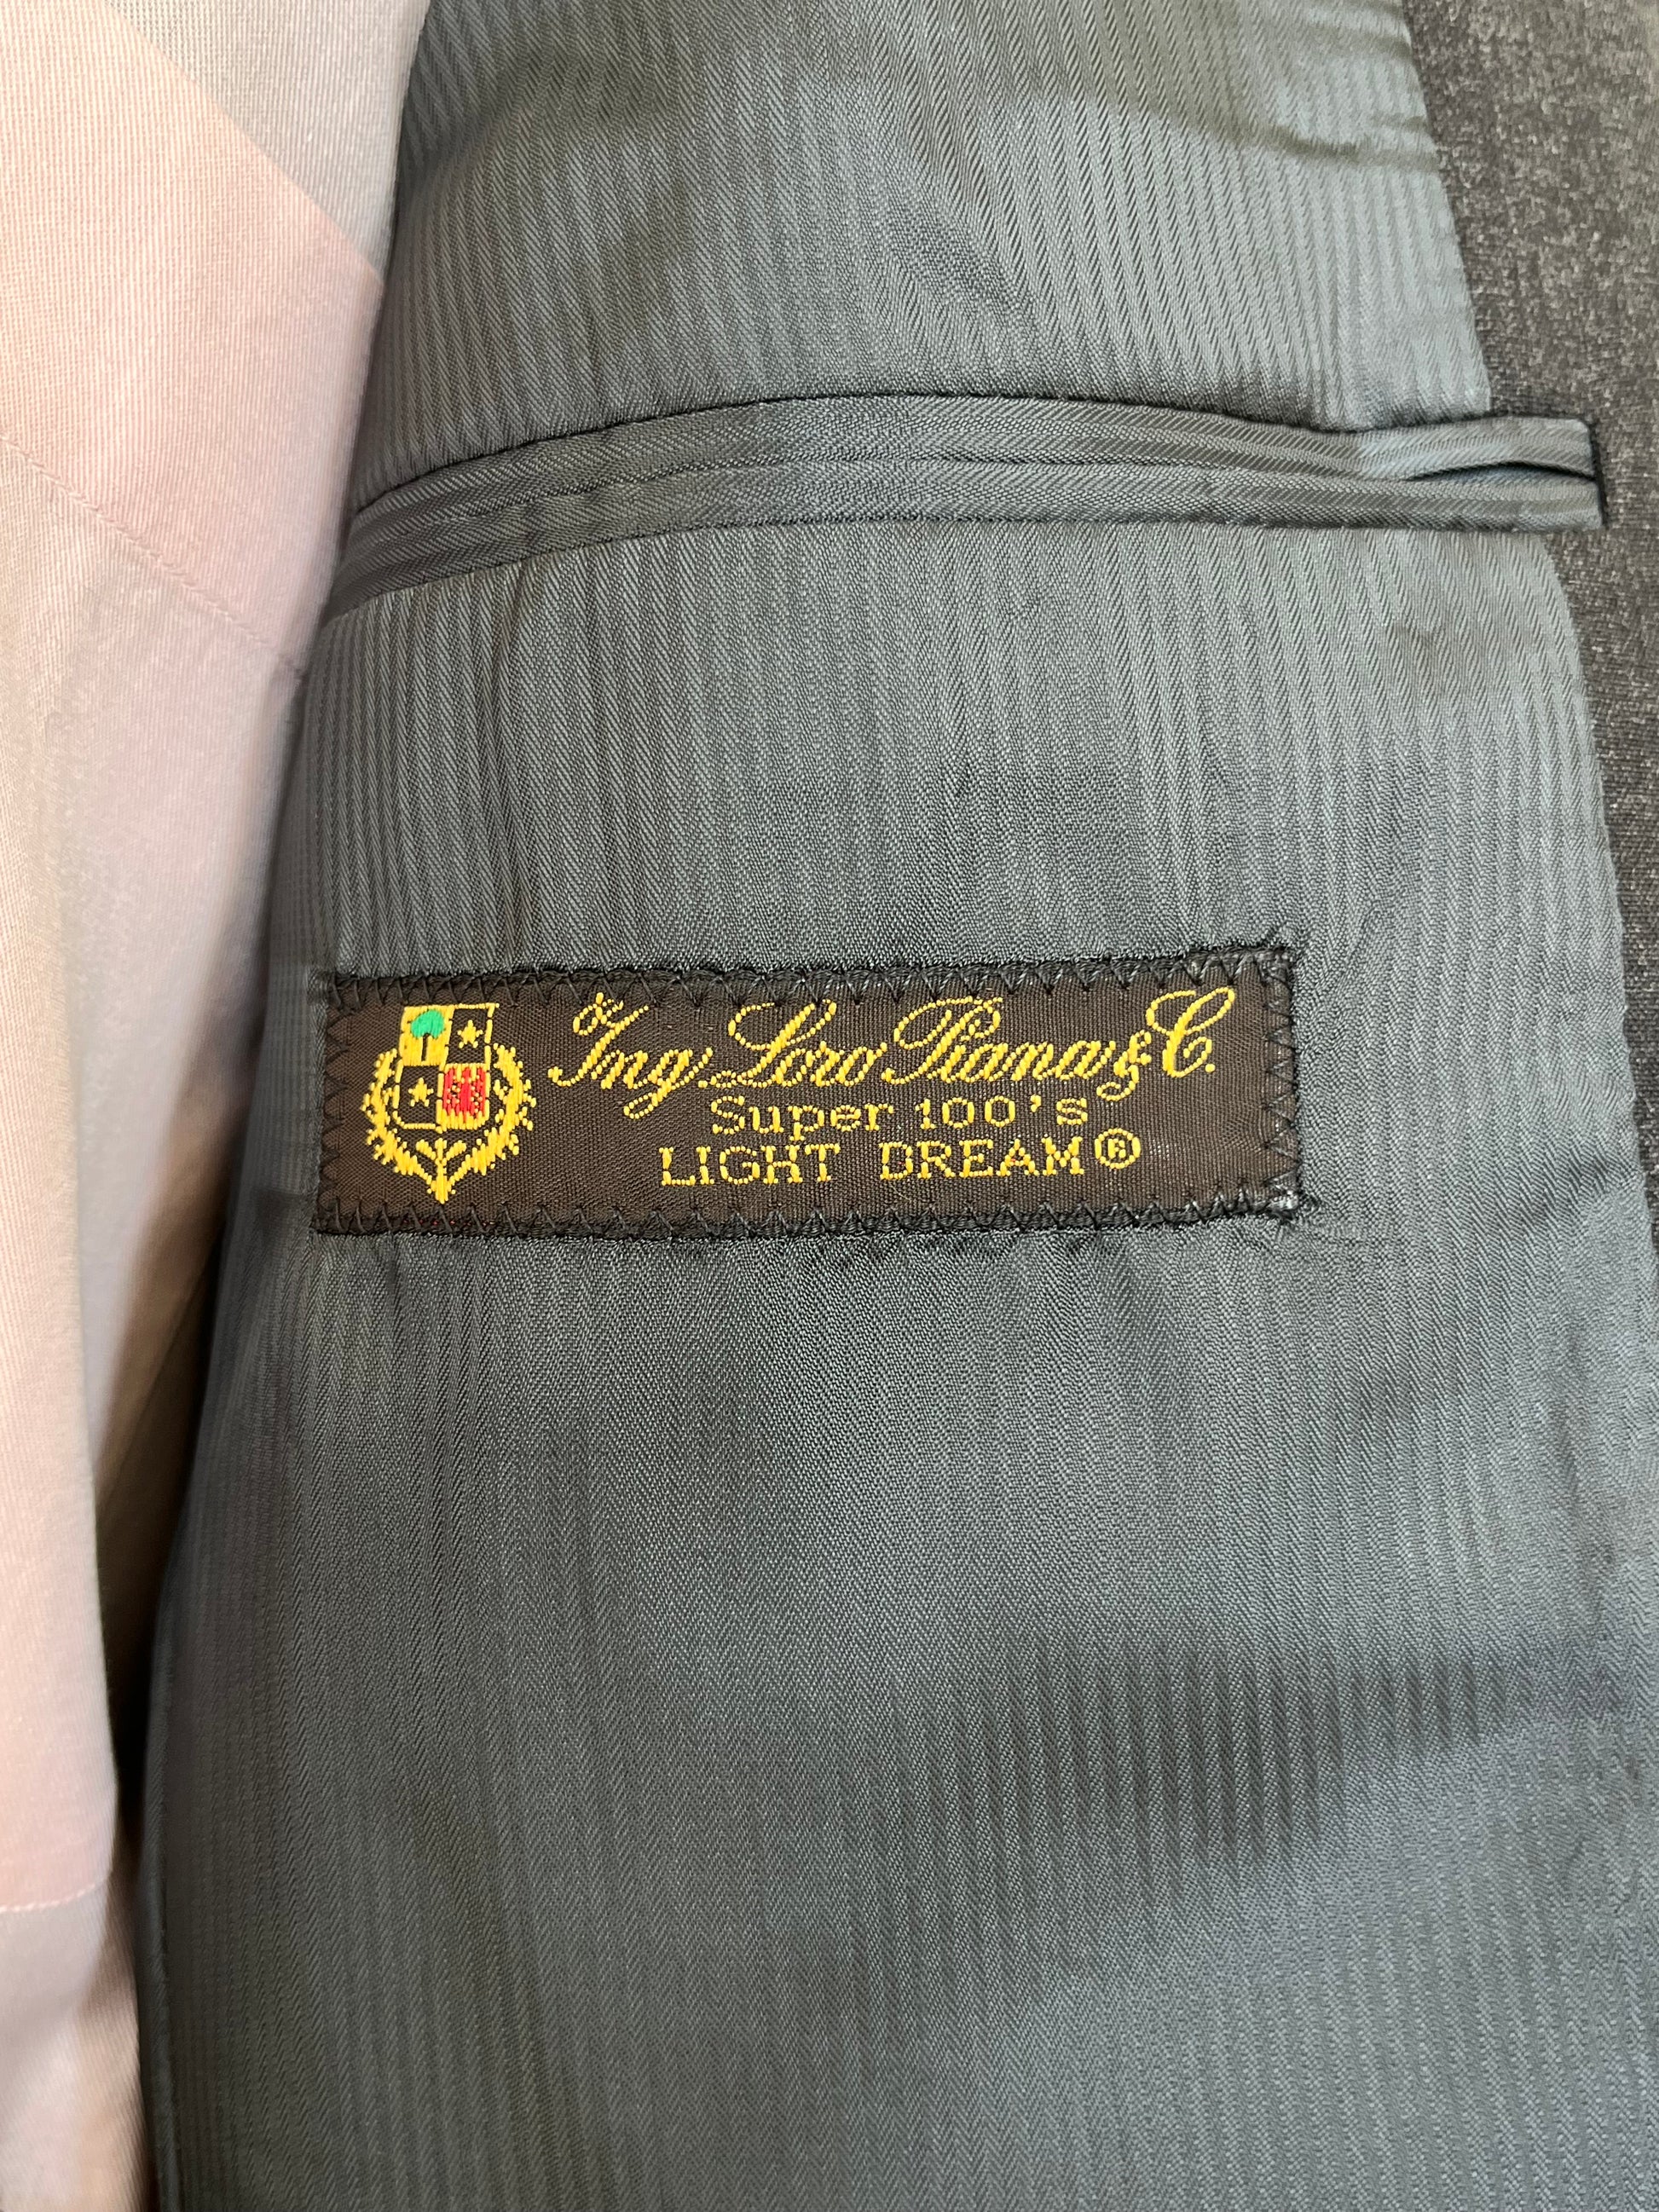 Ing. Loro Piana & C.
Super 100's
LIGHT DREAM®